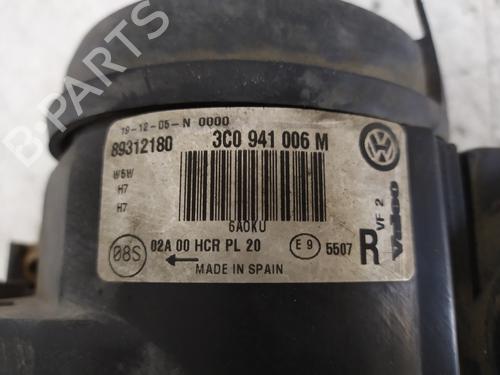 B-Parts
19-12-05-N 0000
89312180
3C0 941 006 M
W5W
H7
H7
6A0KU
08S
02A 00 HCR PL 20
E 9
5507
MADE IN SPAIN
R
VF 2
Valeo